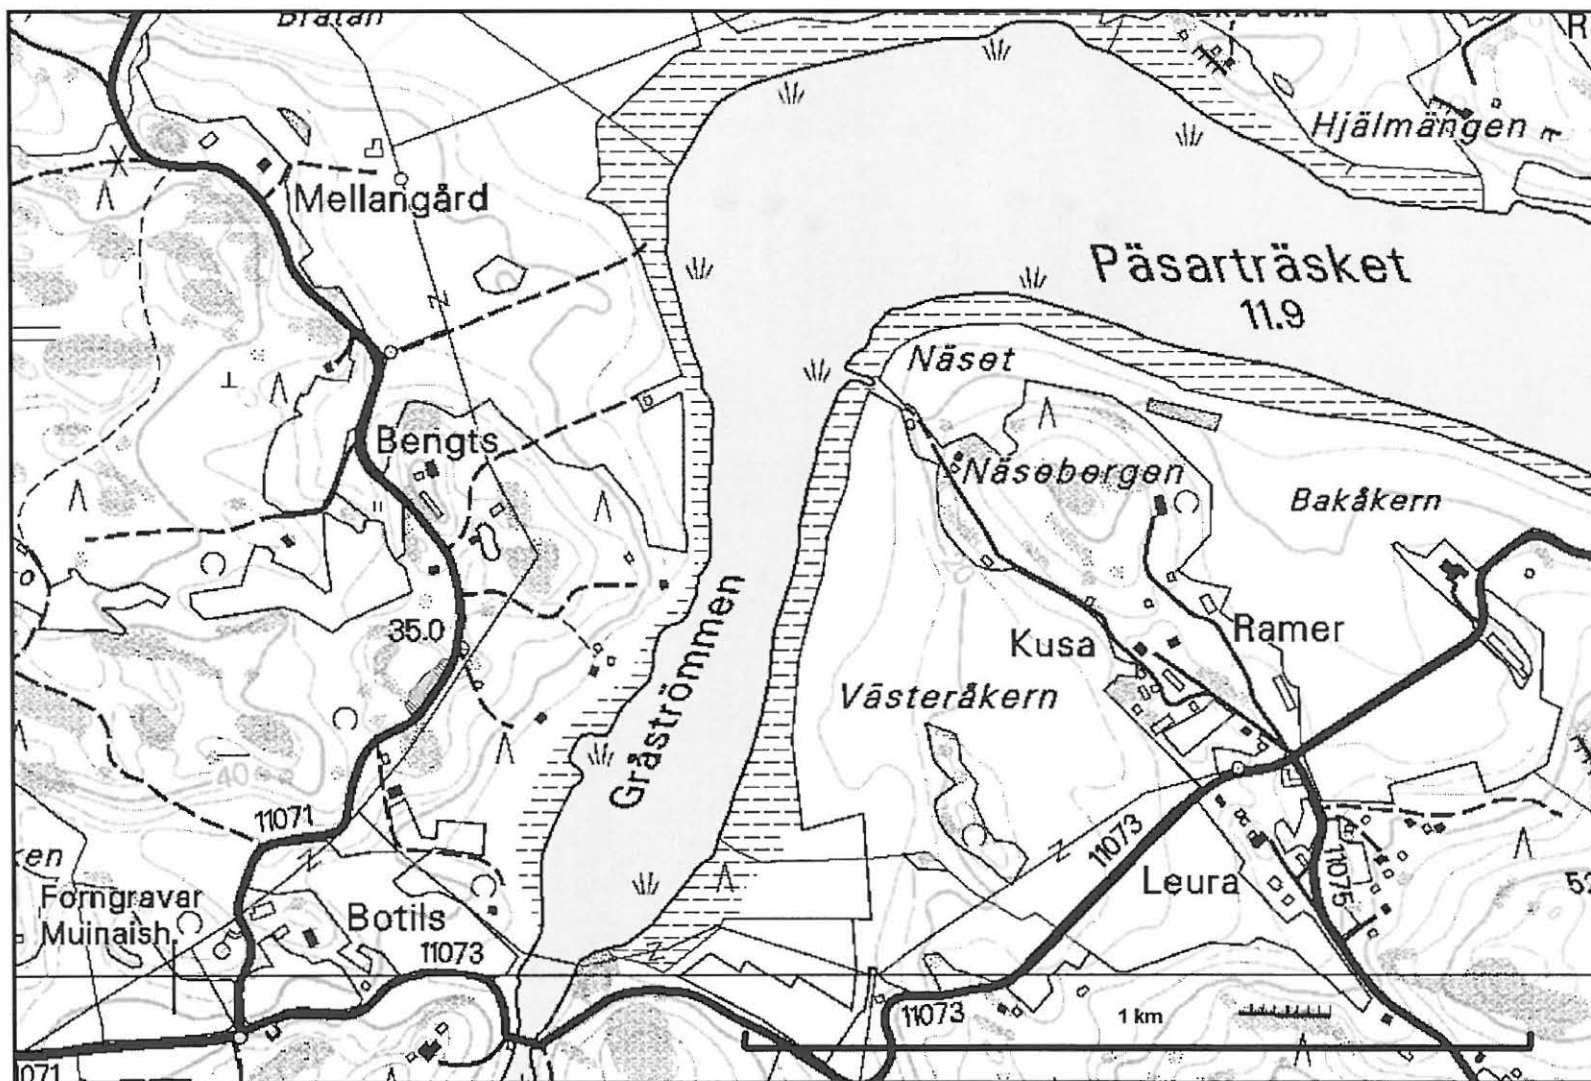 Mellangård
Hjälmängen
Päsarträsket
11.9
Näset
Bengts
Näsebergen
Bakåkern
35.0
Kusa
Ramer
Västeråkern
Gråströmmen
40
11071
11073
Leura
11075
Forngravar
Muinaish.
Botils
11073
11073
1 km